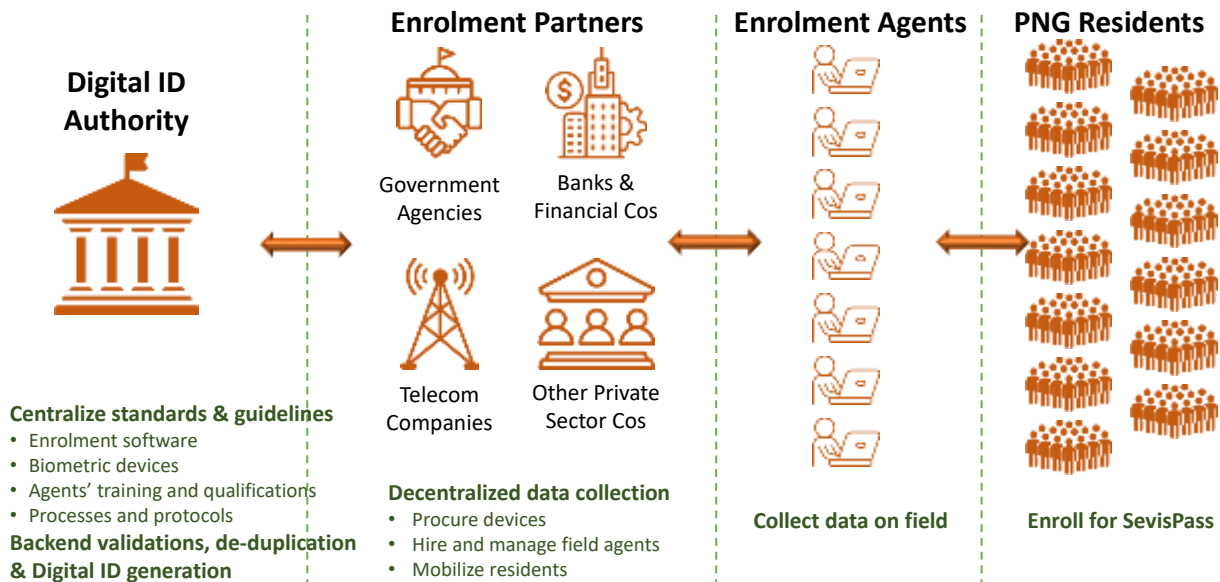 Digital ID
Authority
Centralize standards & guidelines
• Enrolment software
• Biometric devices
• Agents' training and qualifications
• Processes and protocols
Backend validations, de-duplication
& Digital ID generation
Enrolment Partners
Government
Agencies
Banks &
Financial Cos
Telecom
Companies
Other Private
Sector Cos
Decentralized data collection
• Procure devices
• Hire and manage field agents
• Mobilize residents
Enrolment Agents
Collect data on field
PNG Residents
Enroll for SevisPass